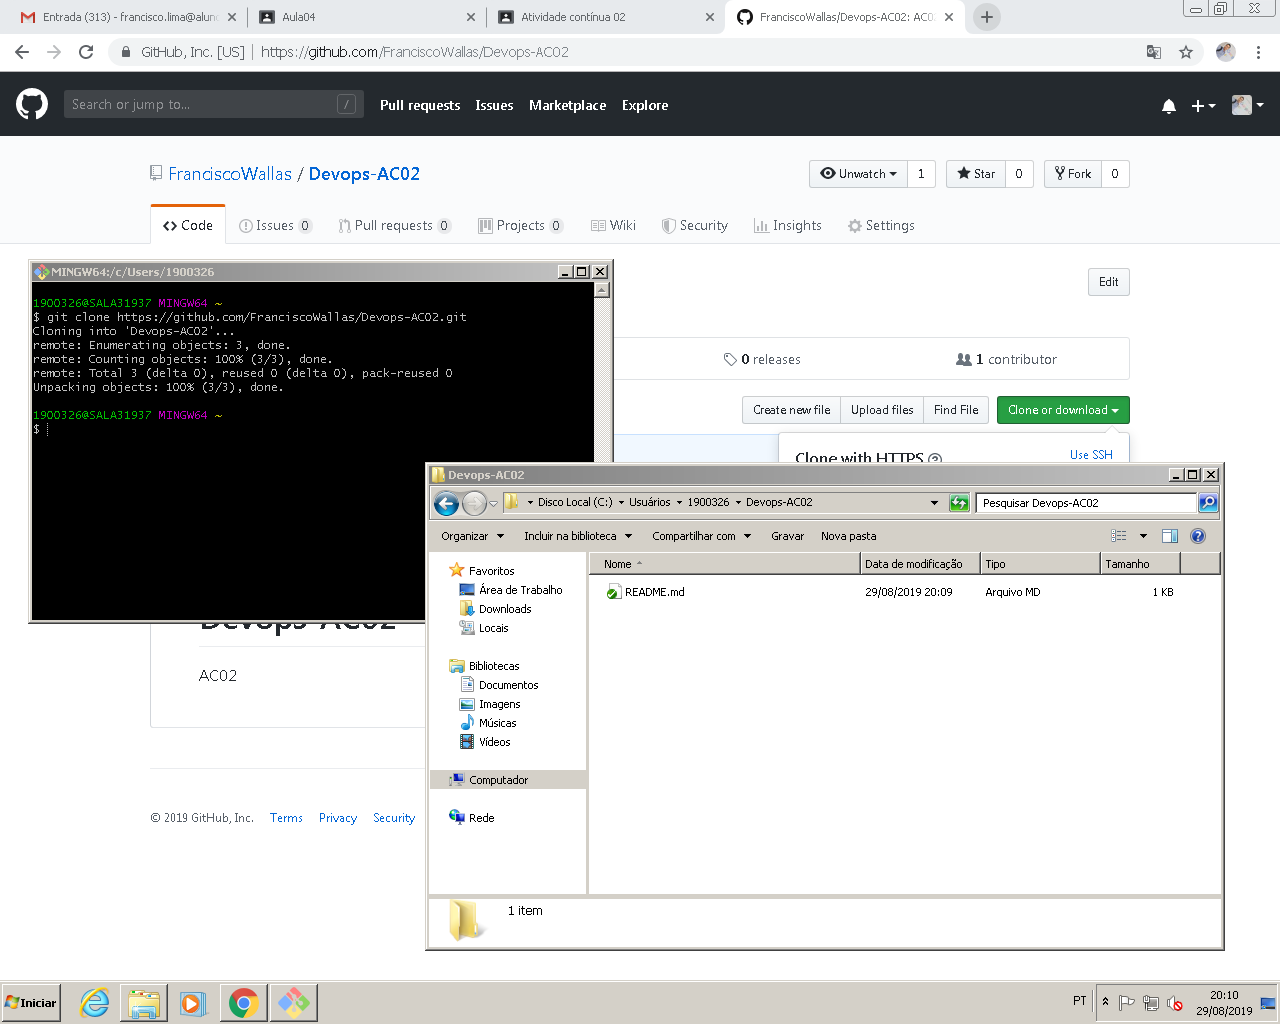 Entrada (313) - francisco.lima@alun
Aula04
Atividade contínua 02
FranciscoWallas/Devops-AC02: AC0
GitHub, Inc. [US] | https://github.com/FranciscoWallas/Devops-AC02
Search or jump to... /
Pull requests Issues Marketplace Explore
FranciscoWallas / Devops-AC02
Unwatch 1 Star 0 Fork 0
Code Issues 0 Pull requests 0 Projects 0 Wiki Security Insights Settings
Edit
0 releases 1 contributor
Create new file Upload files Find File Clone or download
Clone with HTTPS Use SSH
MINGW64:/c/Users/1900326
1900326@SALA31937 MINGW64 ~
$ git clone https://github.com/FranciscoWallas/Devops-AC02.git
Cloning into 'Devops-AC02'...
remote: Enumerating objects: 3, done.
remote: Counting objects: 100% (3/3), done.
remote: Total 3 (delta 0), reused 0 (delta 0), pack-reused 0
Unpacking objects: 100% (3/3), done.
1900326@SALA31937 MINGW64 ~
$
Devops-AC02
Disco Local (C:) Usuários 1900326 Devops-AC02
Pesquisar Devops-AC02
Organizar Incluir na biblioteca Compartilhar com Gravar Nova pasta
Nome Data de modificação Tipo Tamanho
README.md 29/08/2019 20:09 Arquivo MD 1 KB
Favoritos
Área de Trabalho
Downloads
Locais
Bibliotecas
Documentos
Imagens
Músicas
Vídeos
Computador
Rede
1 item
Devops-AC02
AC02
© 2019 GitHub, Inc. Terms Privacy Security
Iniciar
PT
20:10
29/08/2019